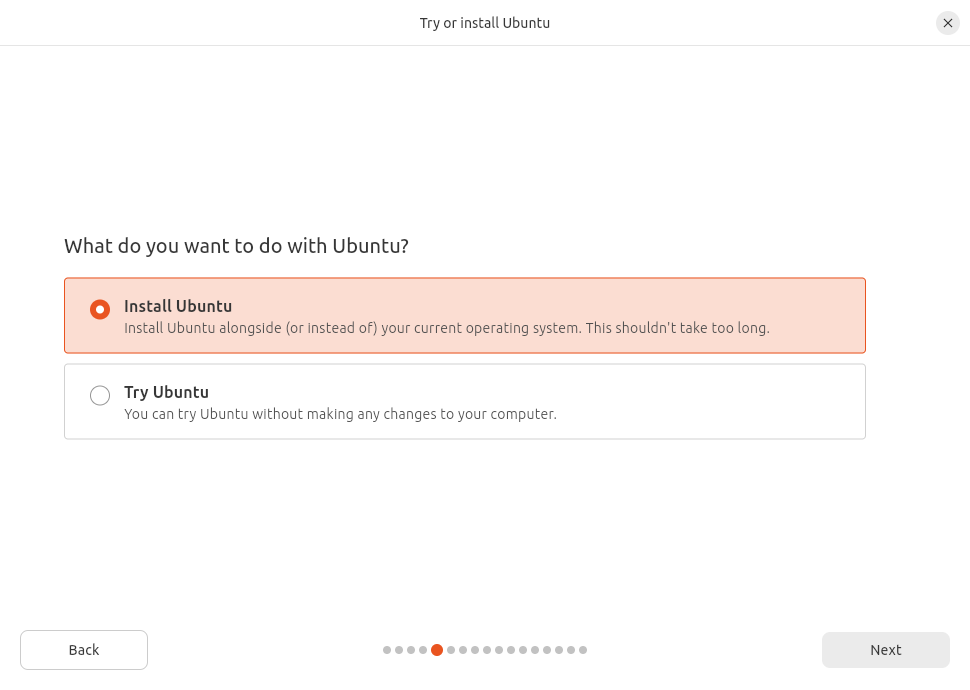 Try or install Ubuntu
What do you want to do with Ubuntu?
Install Ubuntu
Install Ubuntu alongside (or instead of) your current operating system. This shouldn't take too long.
Try Ubuntu
You can try Ubuntu without making any changes to your computer.
Back
Next